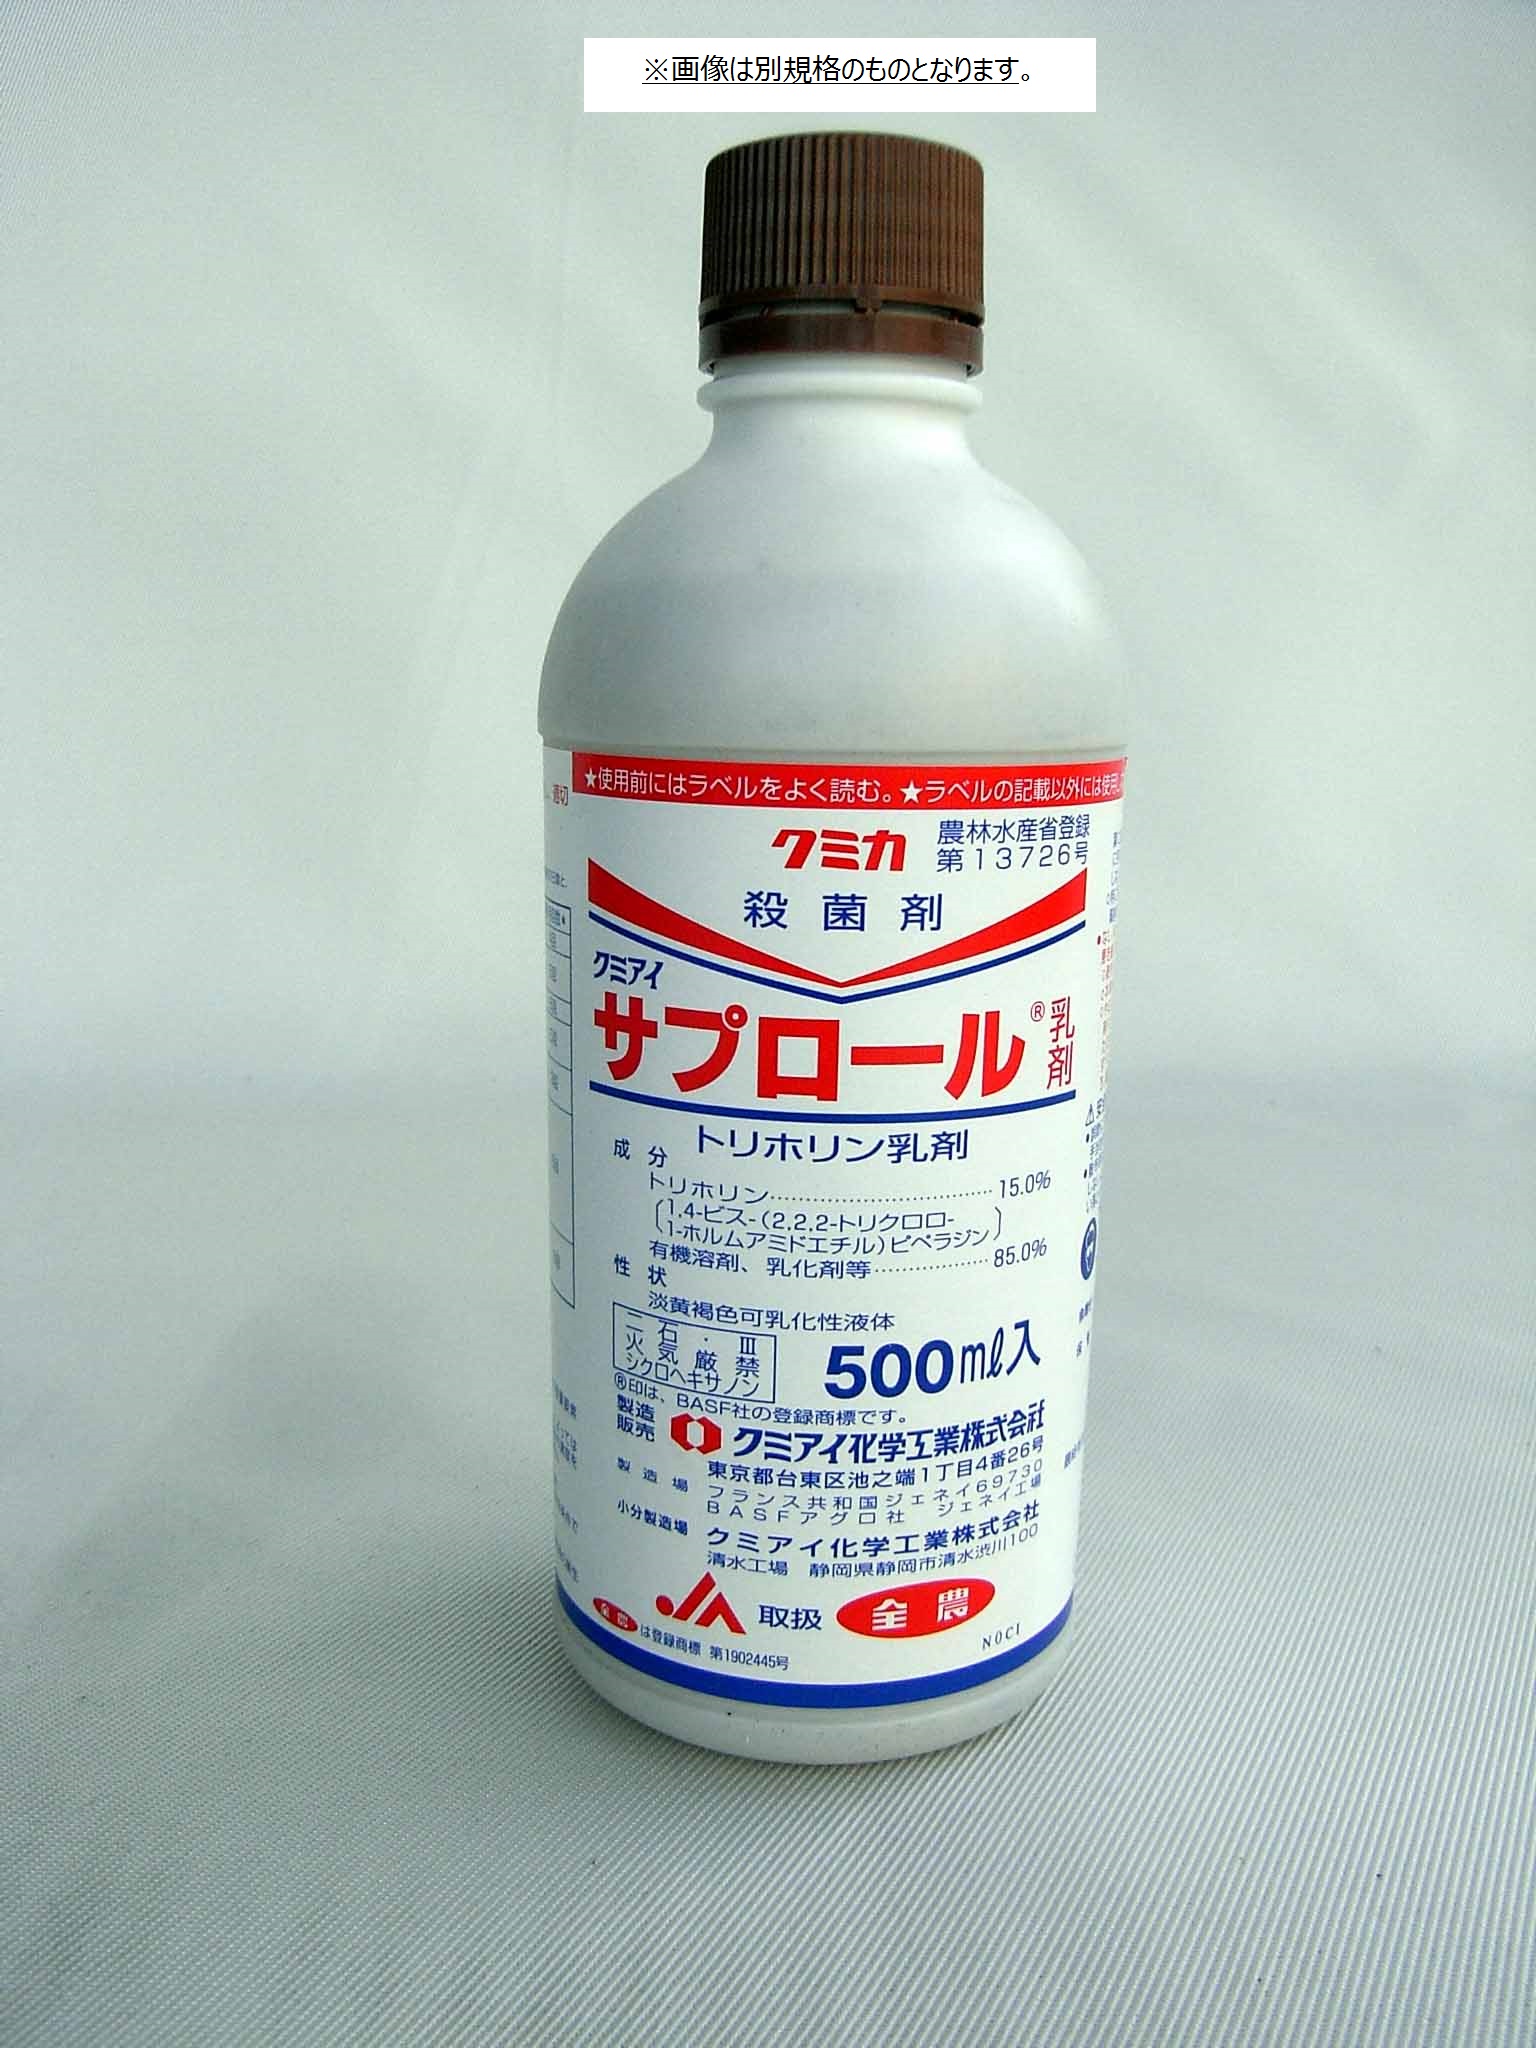 ※画像は別規格のものとなります。
★使用前にはラベルをよく読む。★ラベルの記載以外には使用し
適切
クミカ
農林水産省登録
第13726号
殺菌剤
クミアイ
サプロール®乳剤
トリホリン乳剤
成分
トリホリン 15.0%
1,4-ビス-(2,2,2-トリクロロ-
1-ホルムアミドエチル)ピペラジン
有機溶剤、乳化剤等 85.0%
性状
淡黄褐色可乳化性液体
二石・Ⅲ
火気厳禁
シクロヘキサノン
500ml入
®印は、BASF社の登録商標です。
製造
販売
クミアイ化学工業株式会社
東京都台東区池之端1丁目4番26号
製造場
フランス共和国ジェネイ69730
BASFアグロ社 ジェネイ工場
小分製造場
クミアイ化学工業株式会社
清水工場 静岡県静岡市清水渋川100
JA 取扱 全農
全農 は登録商標 第1902445号
N0CI